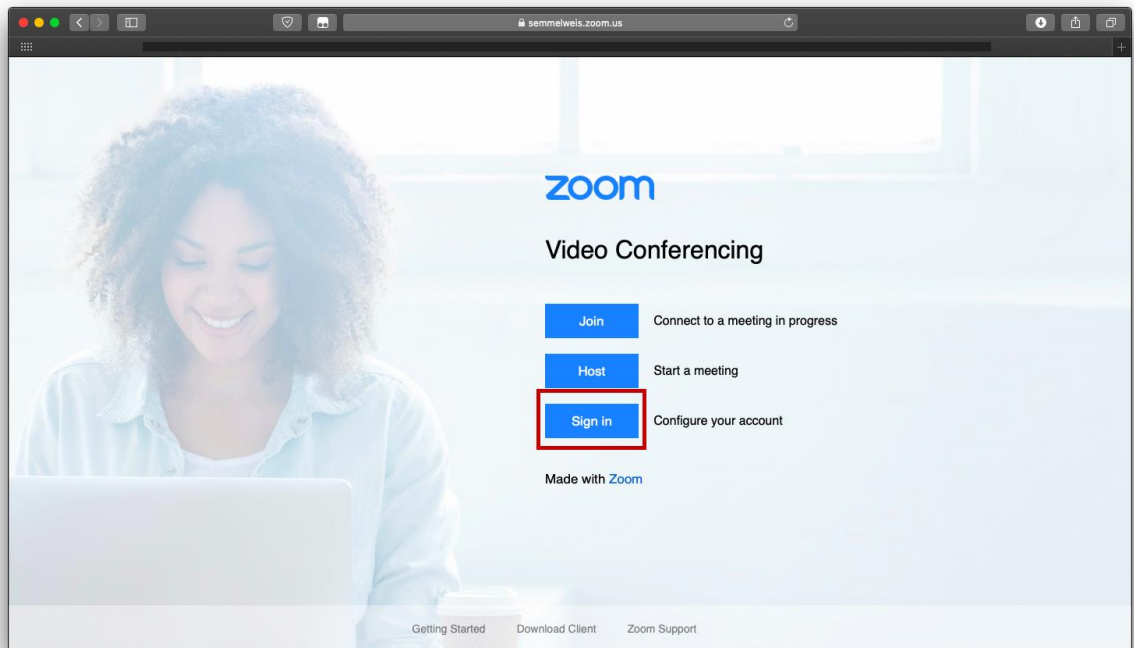 semmelweis.zoom.us
zoom
Video Conferencing
Join Connect to a meeting in progress
Host Start a meeting
Sign in Configure your account
Made with Zoom
Getting Started Download Client Zoom Support